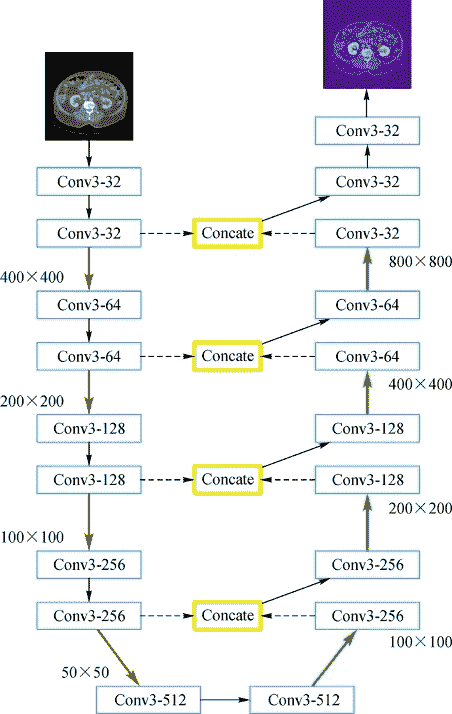 Conv3-32
Conv3-32
Conv3-32
Conv3-32
Concate
Conv3-32
400×400
800×800
Conv3-64
Conv3-64
Conv3-64
Concate
Conv3-64
200×200
400×400
Conv3-128
Conv3-128
Conv3-128
Concate
Conv3-128
100×100
200×200
Conv3-256
Conv3-256
Conv3-256
Concate
Conv3-256
50×50
100×100
Conv3-512
Conv3-512